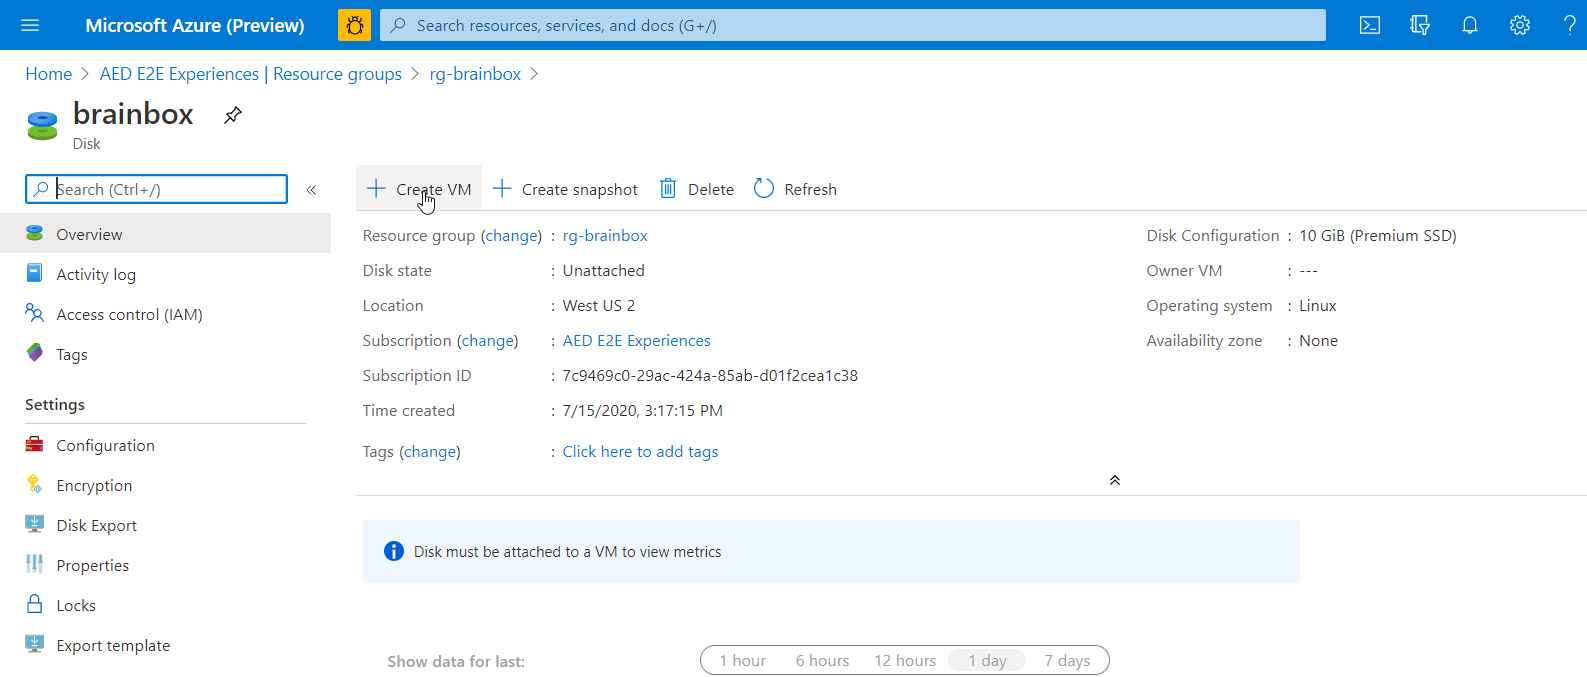 Microsoft Azure (Preview)
Search resources, services, and docs (G+/)
Home > AED E2E Experiences | Resource groups > rg-brainbox >
brainbox
Disk
Search (Ctrl+/)
«
Overview
Activity log
Access control (IAM)
Tags
Settings
Configuration
Encryption
Disk Export
Properties
Locks
Export template
Create VM Create snapshot Delete Refresh
Resource group (change) : rg-brainbox
Disk state : Unattached
Location : West US 2
Subscription (change) : AED E2E Experiences
Subscription ID : 7c9469c0-29ac-424a-85ab-d01f2cea1c38
Time created : 7/15/2020, 3:17:15 PM
Tags (change) : Click here to add tags
Disk Configuration : 10 GiB (Premium SSD)
Owner VM : ---
Operating system : Linux
Availability zone : None
Disk must be attached to a VM to view metrics
Show data for last: 1 hour 6 hours 12 hours 1 day 7 days